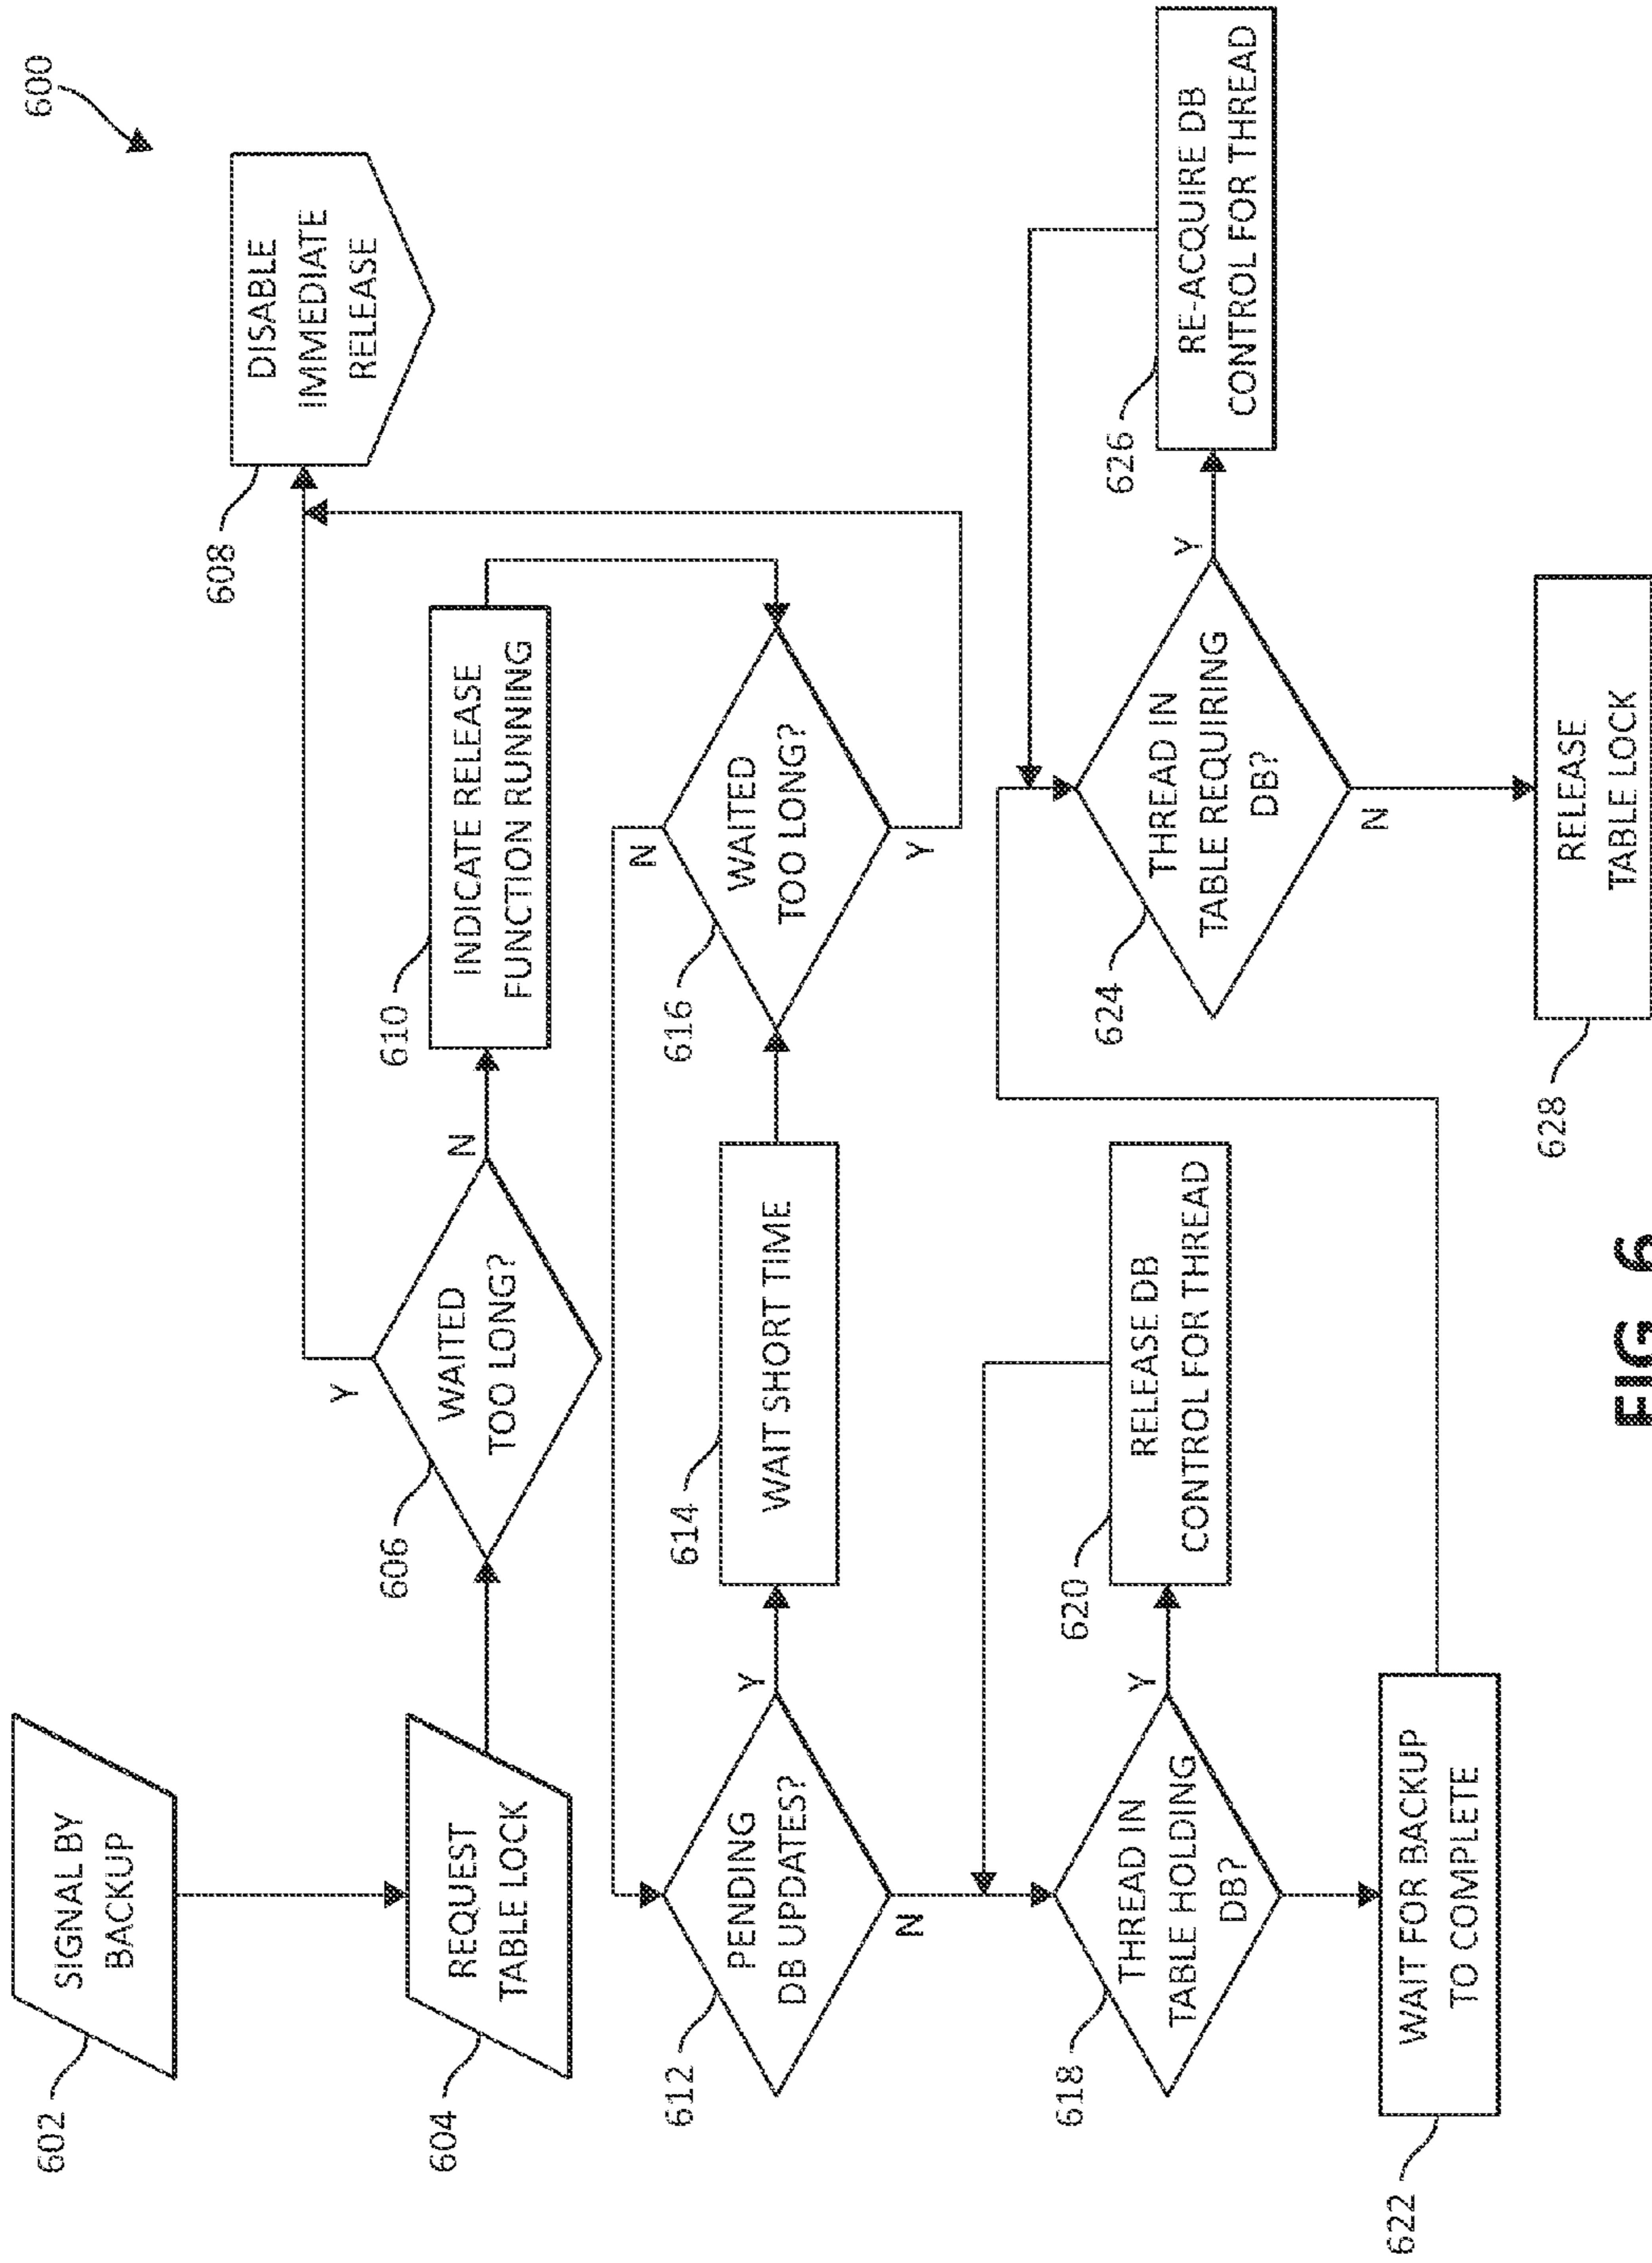 600
602
SIGNAL BY
BACKUP
604
REQUEST
TABLE LOCK
606
WAITED
TOO LONG?
Y
N
608
DISABLE
IMMEDIATE
RELEASE
610
INDICATE RELEASE
FUNCTION RUNNING
612
PENDING
DB UPDATES?
Y
N
614
WAIT SHORT TIME
616
WAITED
TOO LONG?
N
Y
618
THREAD IN
TABLE HOLDING
DB?
Y
620
RELEASE DB
CONTROL FOR THREAD
622
WAIT FOR BACKUP
TO COMPLETE
624
THREAD IN
TABLE REQUIRING
DB?
Y
N
626
RE-ACQUIRE DB
CONTROL FOR THREAD
628
RELEASE
TABLE LOCK
FIG 6